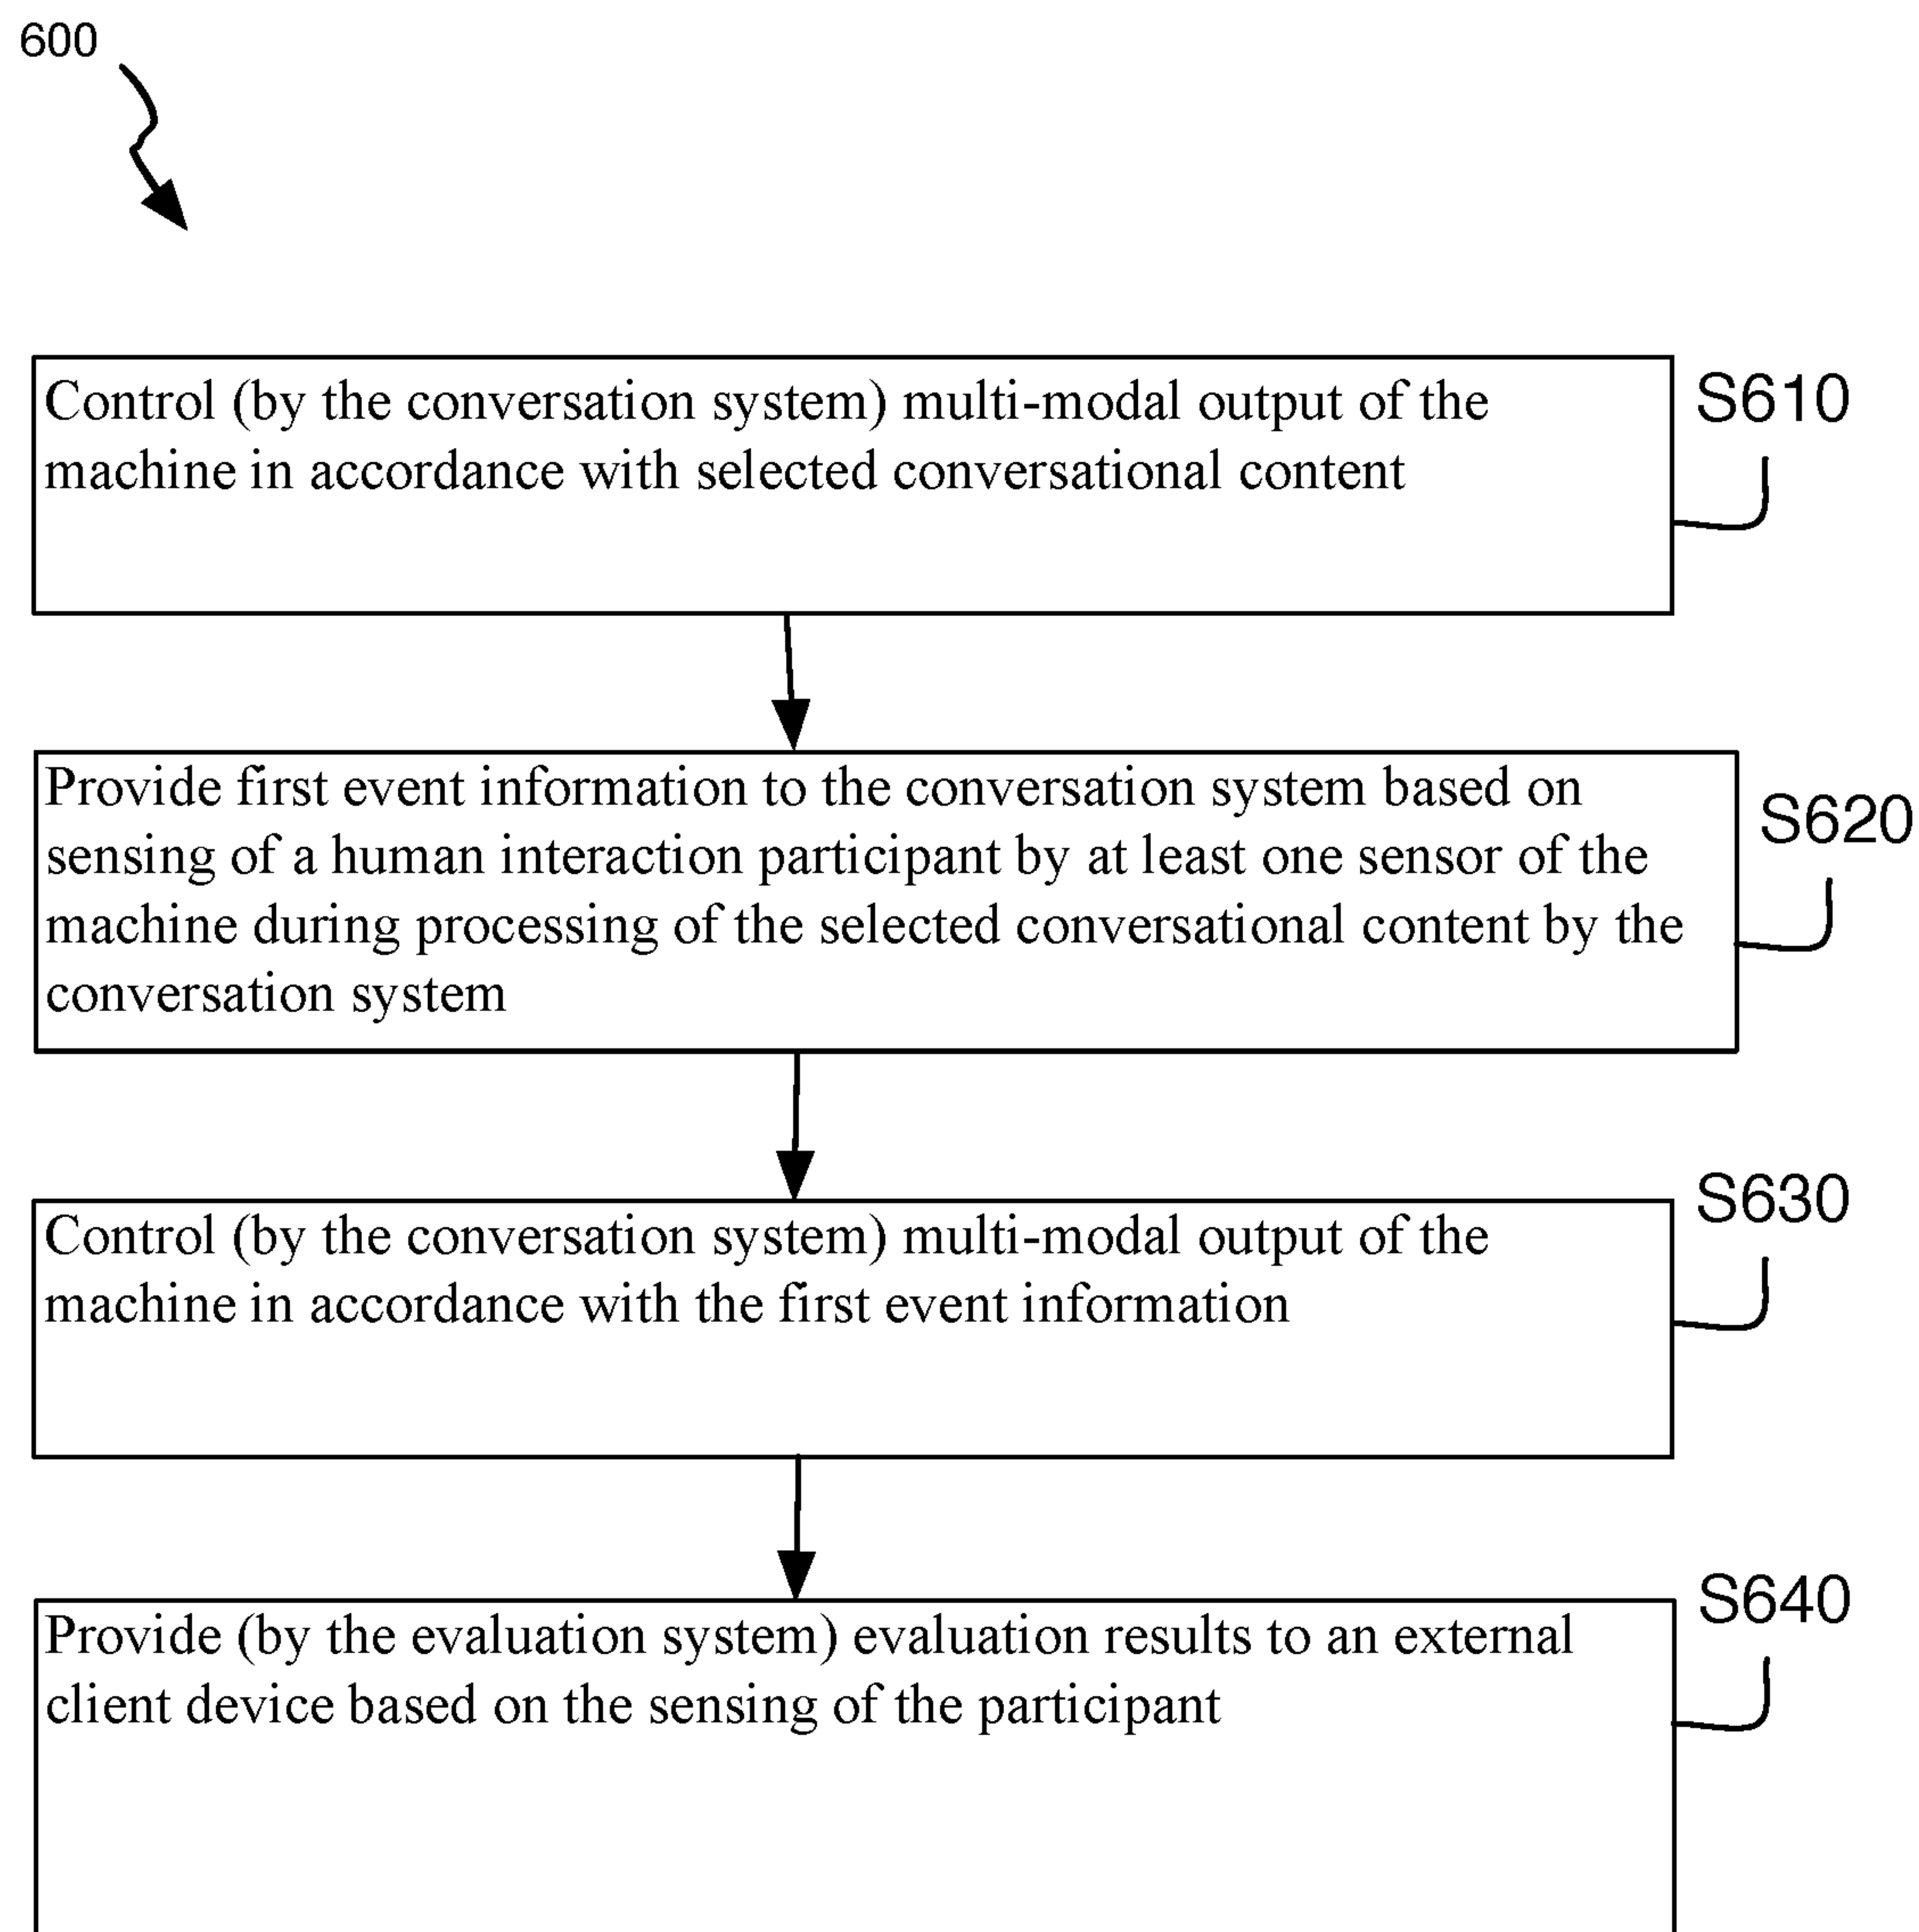 600
Control (by the conversation system) multi-modal output of the
machine in accordance with selected conversational content
S610
Provide first event information to the conversation system based on
sensing of a human interaction participant by at least one sensor of the
machine during processing of the selected conversational content by the
conversation system
S620
Control (by the conversation system) multi-modal output of the
machine in accordance with the first event information
S630
Provide (by the evaluation system) evaluation results to an external
client device based on the sensing of the participant
S640